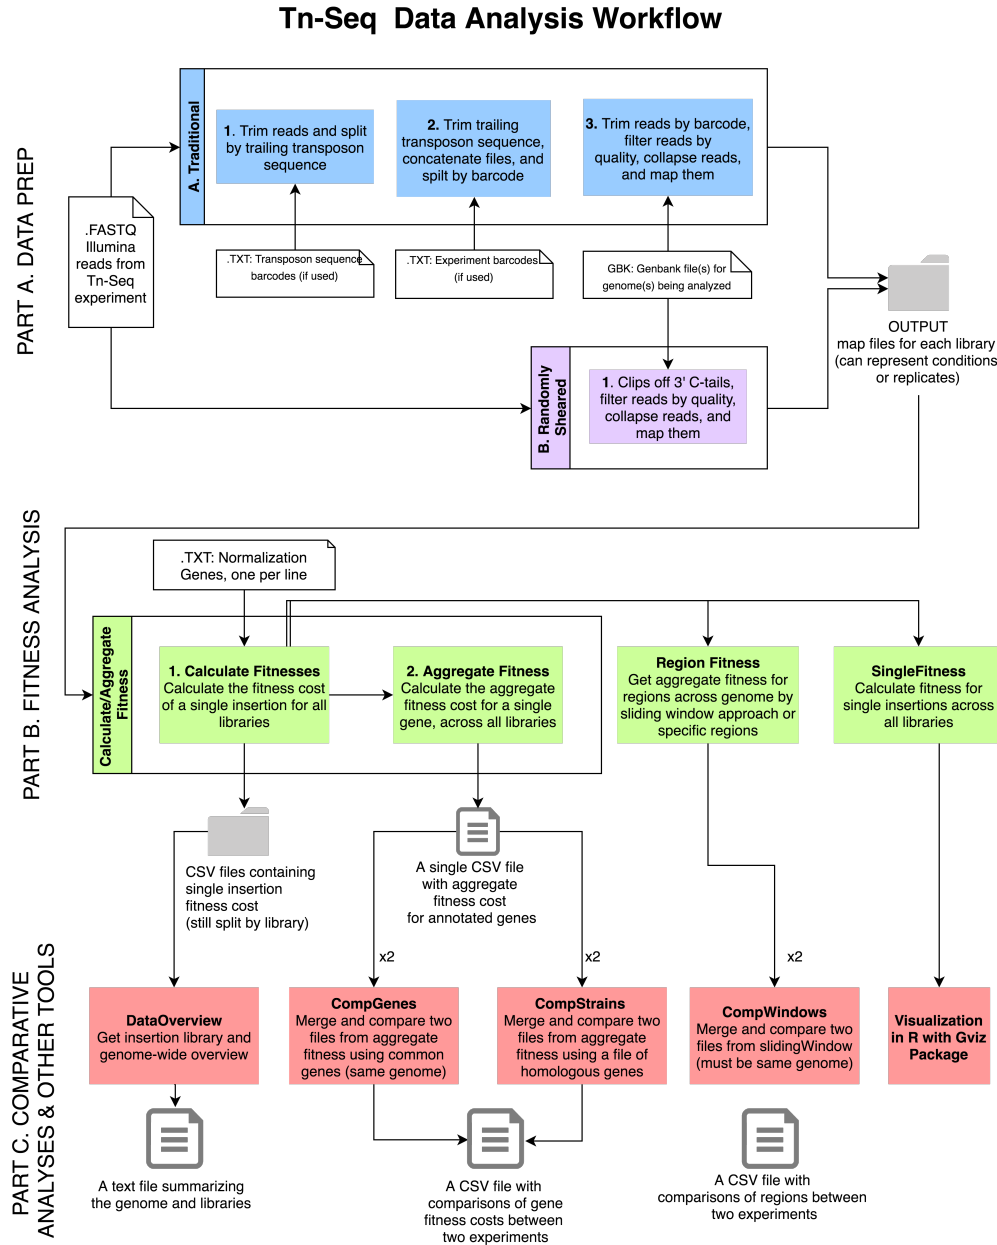 Tn-Seq Data Analysis Workflow
PART A. DATA PREP
.FASTQ
Illumina
reads from
Tn-Seq
experiment
A. Traditional
1. Trim reads and split
by trailing transposon
sequence
2. Trim trailing
transposon sequence,
concatenate files, and
spilt by barcode
3. Trim reads by barcode,
filter reads by
quality, collapse reads,
and map them
.TXT: Transposon sequence
barcodes (if used)
.TXT: Experiment barcodes
(if used)
GBK: Genbank file(s) for
genome(s) being analyzed
B. Randomly
Sheared
1. Clips off 3' C-tails,
filter reads by quality,
collapse reads, and
map them
OUTPUT
map files for each library
(can represent conditions
or replicates)
PART B. FITNESS ANALYSIS
.TXT: Normalization
Genes, one per line
Calculate/Aggregate
Fitness
1. Calculate Fitnesses
Calculate the fitness cost
of a single insertion for all
libraries
2. Aggregate Fitness
Calculate the aggregate
fitness cost for a single
gene, across all libraries
Region Fitness
Get aggregate fitness for
regions across genome by
sliding window approach or
specific regions
SingleFitness
Calculate fitness for
single insertions across
all libraries
CSV files containing
single insertion
fitness cost
(still split by library)
A single CSV file
with aggregate
fitness cost
for annotated genes
PART C. COMPARATIVE
ANALYSES & OTHER TOOLS
x2
x2
x2
DataOverview
Get insertion library and
genome-wide overview
CompGenes
Merge and compare two
files from aggregate
fitness using common
genes (same genome)
CompStrains
Merge and compare two
files from aggregate
fitness using a file of
homologous genes
CompWindows
Merge and compare two
files from slidingWindow
(must be same genome)
Visualization
in R with Gviz
Package
A text file summarizing
the genome and libraries
A CSV file with
comparisons of gene
fitness costs between
two experiments
A CSV file with
comparisons of regions between
two experiments